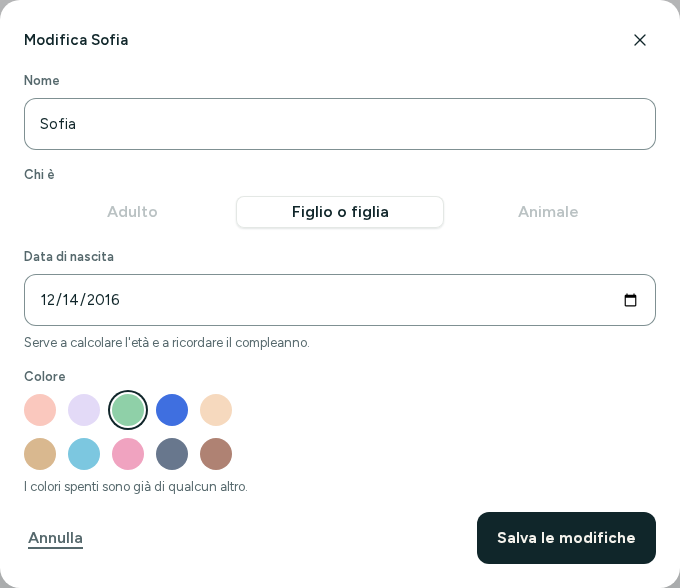 Modifica Sofia
Nome
Sofia
Chi è
Adulto
Figlio o figlia
Animale
Data di nascita
12/14/2016
Serve a calcolare l'età e a ricordare il compleanno.
Colore
I colori spenti sono già di qualcun altro.
Annulla
Salva le modifiche